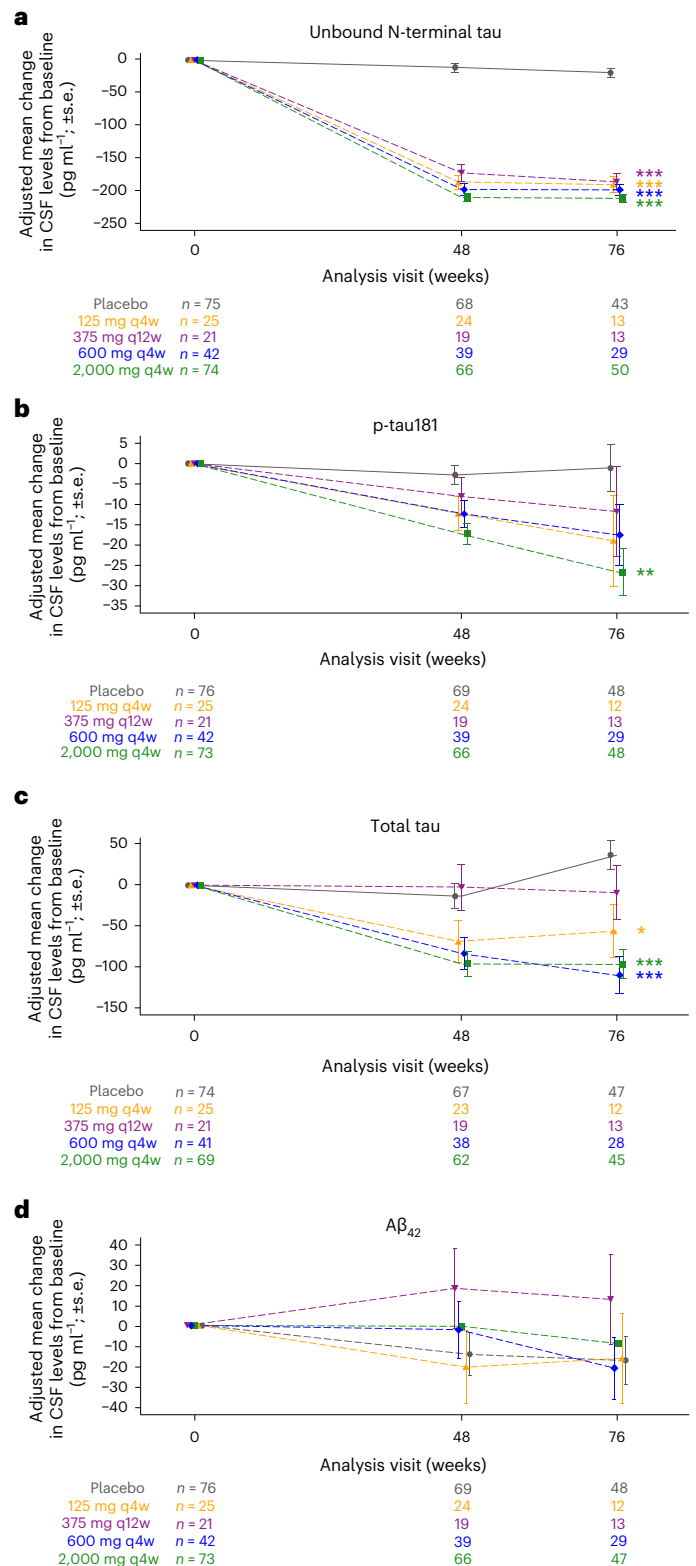 a
Unbound N-terminal tau
Adjusted mean change
in CSF levels from baseline
(pg ml⁻¹; ±s.e.)
0
−50
−100
−150
−200
−250
***
***
***
***
0 48 76
Analysis visit (weeks)
Placebo n = 75 68 43
125 mg q4w n = 25 24 13
375 mg q12w n = 21 19 13
600 mg q4w n = 42 39 29
2,000 mg q4w n = 74 66 50
b
p-tau181
Adjusted mean change
in CSF levels from baseline
(pg ml⁻¹; ±s.e.)
5
0
−5
−10
−15
−20
−25
−30
−35
**
0 48 76
Analysis visit (weeks)
Placebo n = 76 69 48
125 mg q4w n = 25 24 12
375 mg q12w n = 21 19 13
600 mg q4w n = 42 39 29
2,000 mg q4w n = 73 66 48
c
Total tau
Adjusted mean change
in CSF levels from baseline
(pg ml⁻¹; ±s.e.)
50
0
−50
−100
−150
*
***
***
0 48 76
Analysis visit (weeks)
Placebo n = 74 67 47
125 mg q4w n = 25 23 12
375 mg q12w n = 21 19 13
600 mg q4w n = 41 38 28
2,000 mg q4w n = 69 62 45
d
Aβ₄₂
Adjusted mean change
in CSF levels from baseline
(pg ml⁻¹; ±s.e.)
40
30
20
10
0
−10
−20
−30
−40
0 48 76
Analysis visit (weeks)
Placebo n = 76 69 48
125 mg q4w n = 25 24 12
375 mg q12w n = 21 19 13
600 mg q4w n = 42 39 29
2,000 mg q4w n = 73 66 47